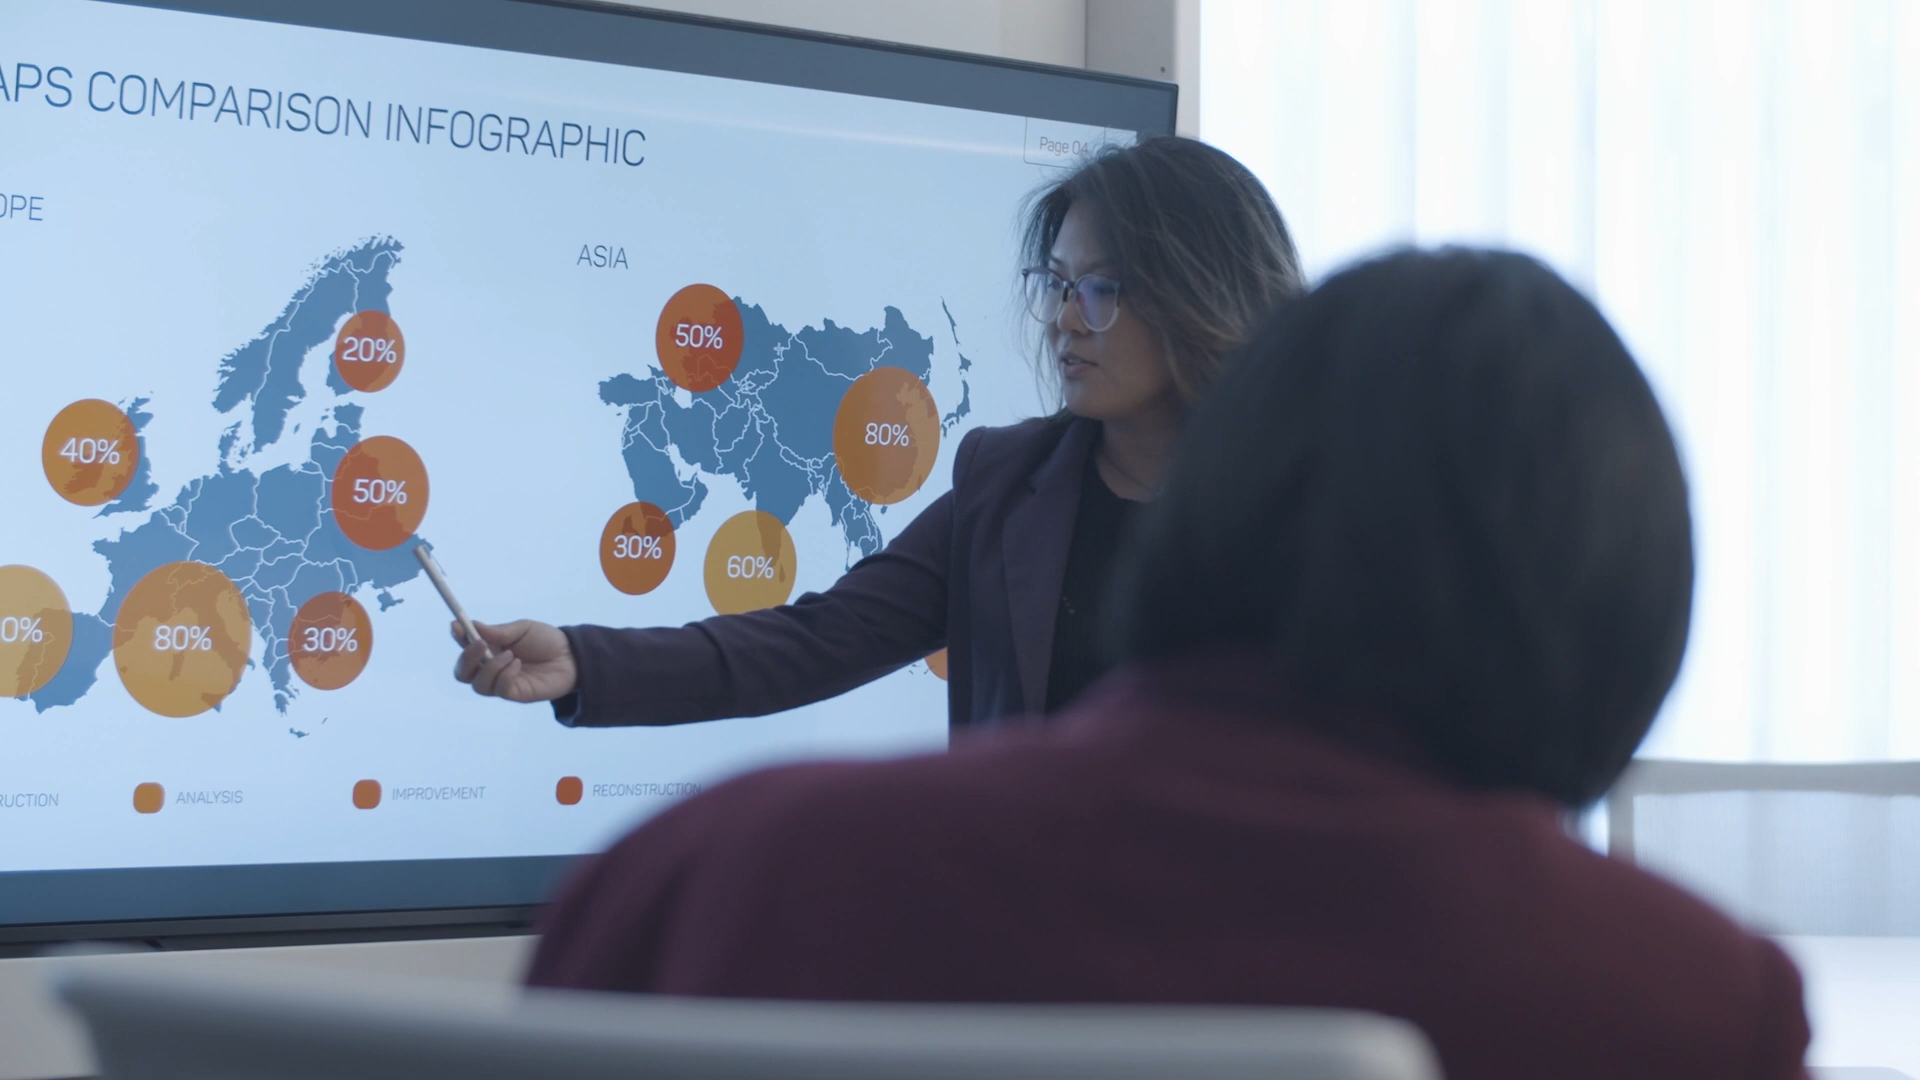 APS COMPARISON INFOGRAPHIC
Page 04
OPE
ASIA
20%
50%
40%
50%
80%
30%
60%
0%
80%
30%
RUCTION
ANALYSIS
IMPROVEMENT
RECONSTRUCTION